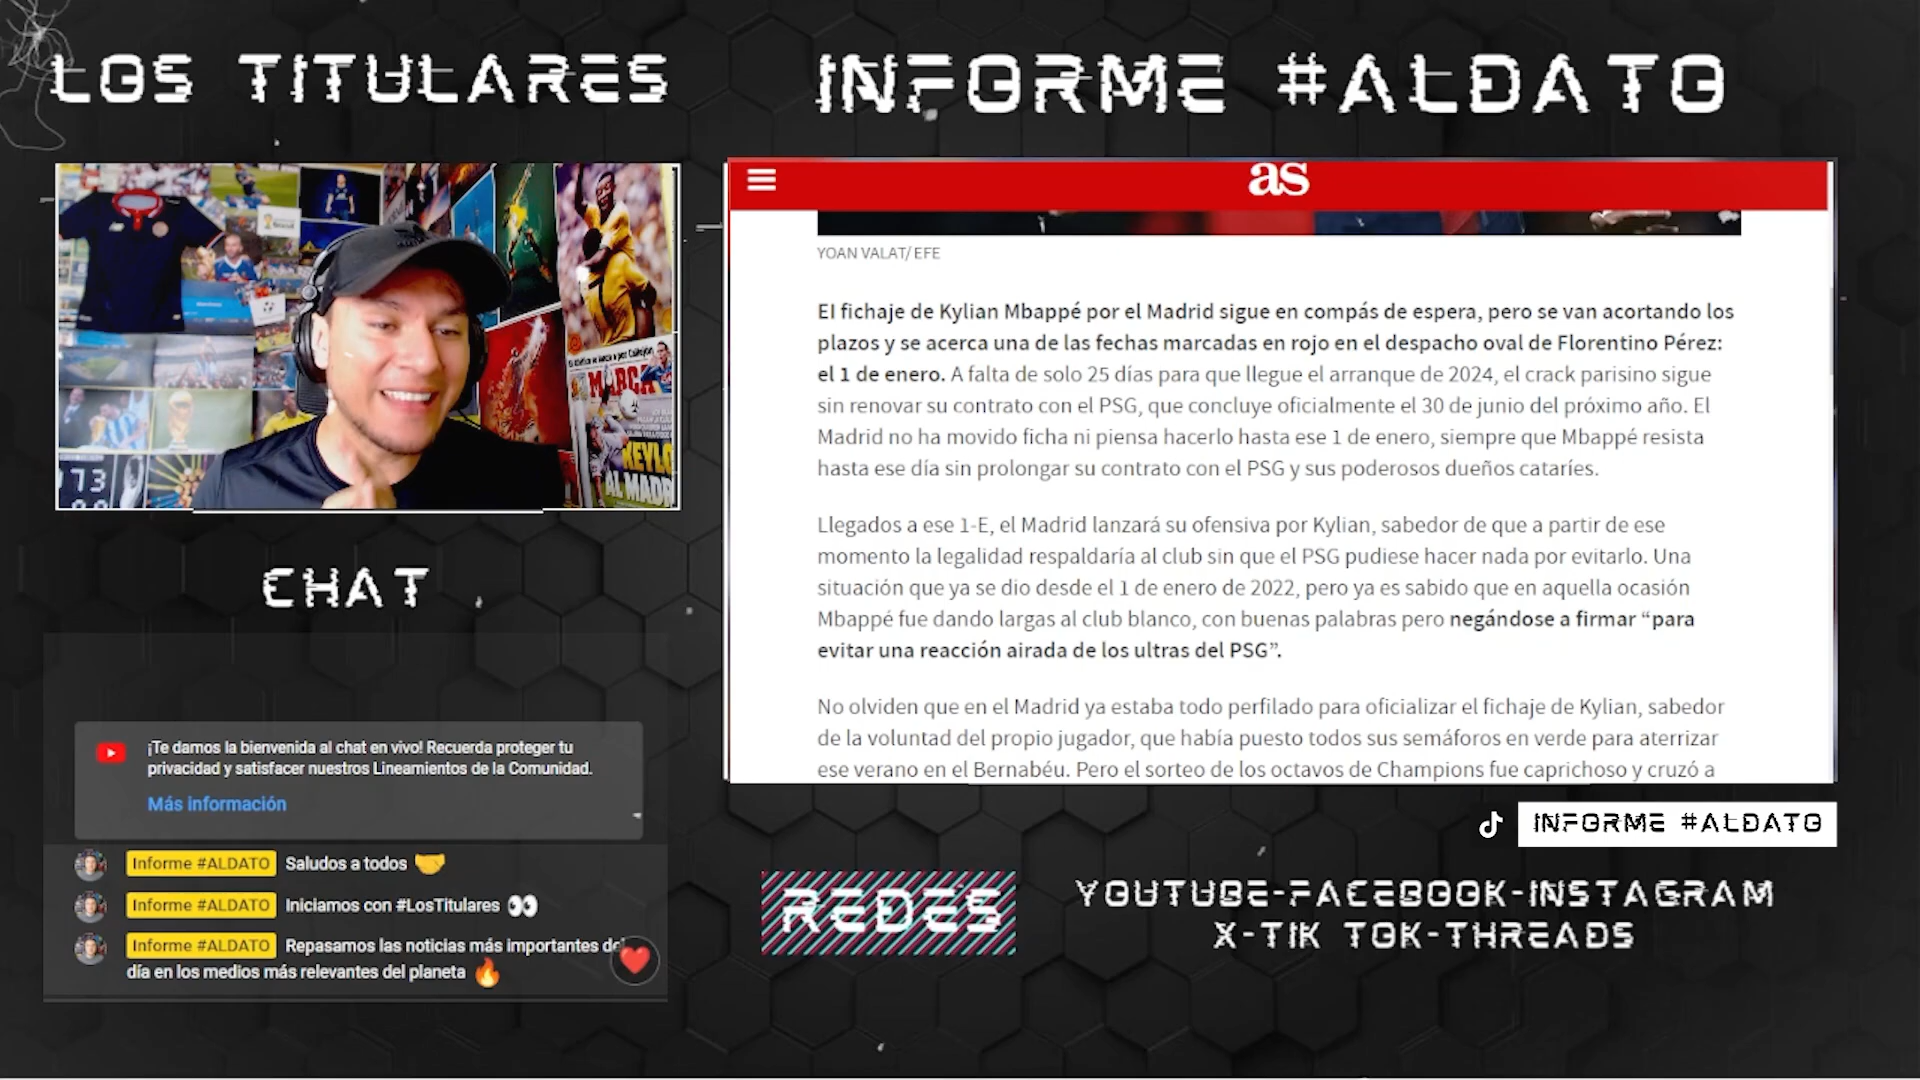 LOS TITULARES
INFORME #ALDATO
as
YOAN VALAT/ EFE
El fichaje de Kylian Mbappé por el Madrid sigue en compás de espera, pero se van acortando los
plazos y se acerca una de las fechas marcadas en rojo en el despacho oval de Florentino Pérez:
el 1 de enero. A falta de solo 25 días para que llegue el arranque de 2024, el crack parisino sigue
sin renovar su contrato con el PSG, que concluye oficialmente el 30 de junio del próximo año. El
Madrid no ha movido ficha ni piensa hacerlo hasta ese 1 de enero, siempre que Mbappé resista
hasta ese día sin prolongar su contrato con el PSG y sus poderosos dueños cataríes.
Llegados a ese 1-E, el Madrid lanzará su ofensiva por Kylian, sabedor de que a partir de ese
momento la legalidad respaldaría al club sin que el PSG pudiese hacer nada por evitarlo. Una
situación que ya se dio desde el 1 de enero de 2022, pero ya es sabido que en aquella ocasión
Mbappé fue dando largas al club blanco, con buenas palabras pero negándose a firmar “para
evitar una reacción airada de los ultras del PSG”.
No olviden que en el Madrid ya estaba todo perfilado para oficializar el fichaje de Kylian, sabedor
de la voluntad del propio jugador, que había puesto todos sus semáforos en verde para aterrizar
ese verano en el Bernabéu. Pero el sorteo de los octavos de Champions fue caprichoso y cruzó a
MARCA
KEYLO
AL MADR
73
CHAT
¡Te damos la bienvenida al chat en vivo! Recuerda proteger tu
privacidad y satisfacer nuestros Lineamientos de la Comunidad.
Más información
Informe #ALDATO Saludos a todos 🤝
Informe #ALDATO Iniciamos con #LosTitulares 👀
Informe #ALDATO Repasamos las noticias más importantes del
día en los medios más relevantes del planeta 🔥
INFORME #ALDATO
REDES
YOUTUBE-FACEBOOK-INSTAGRAM
X-TIK TOK-THREADS